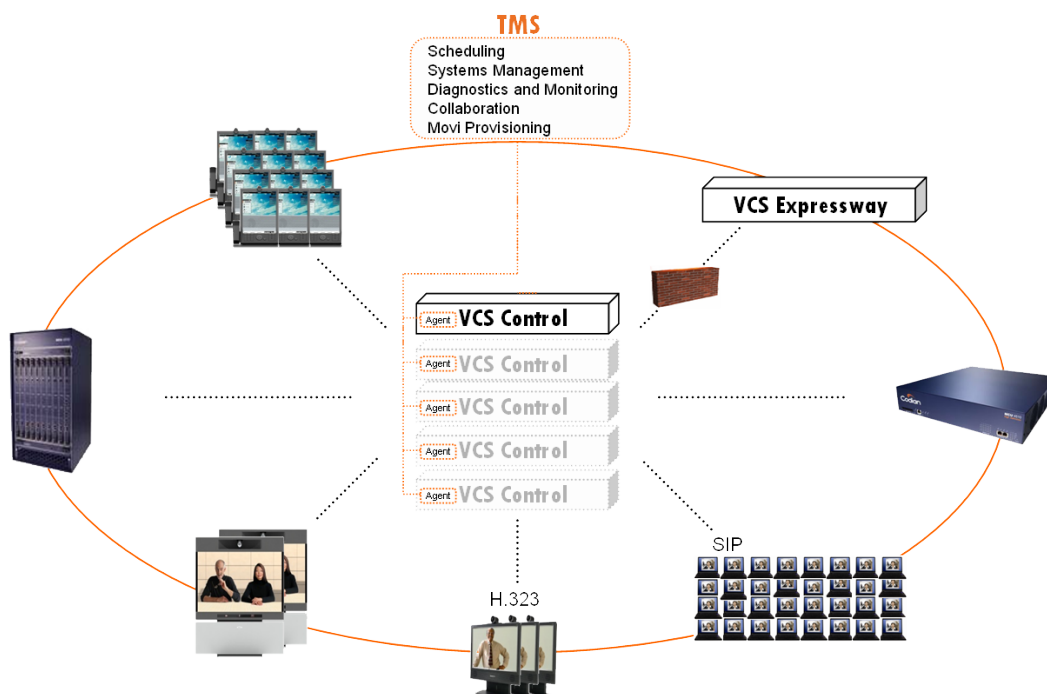 TMS
Scheduling
Systems Management
Diagnostics and Monitoring
Collaboration
Movi Provisioning
VCS Expressway
Agent VCS Control
Agent VCS Control
Agent VCS Control
Agent VCS Control
Agent VCS Control
Codian
SIP
H.323